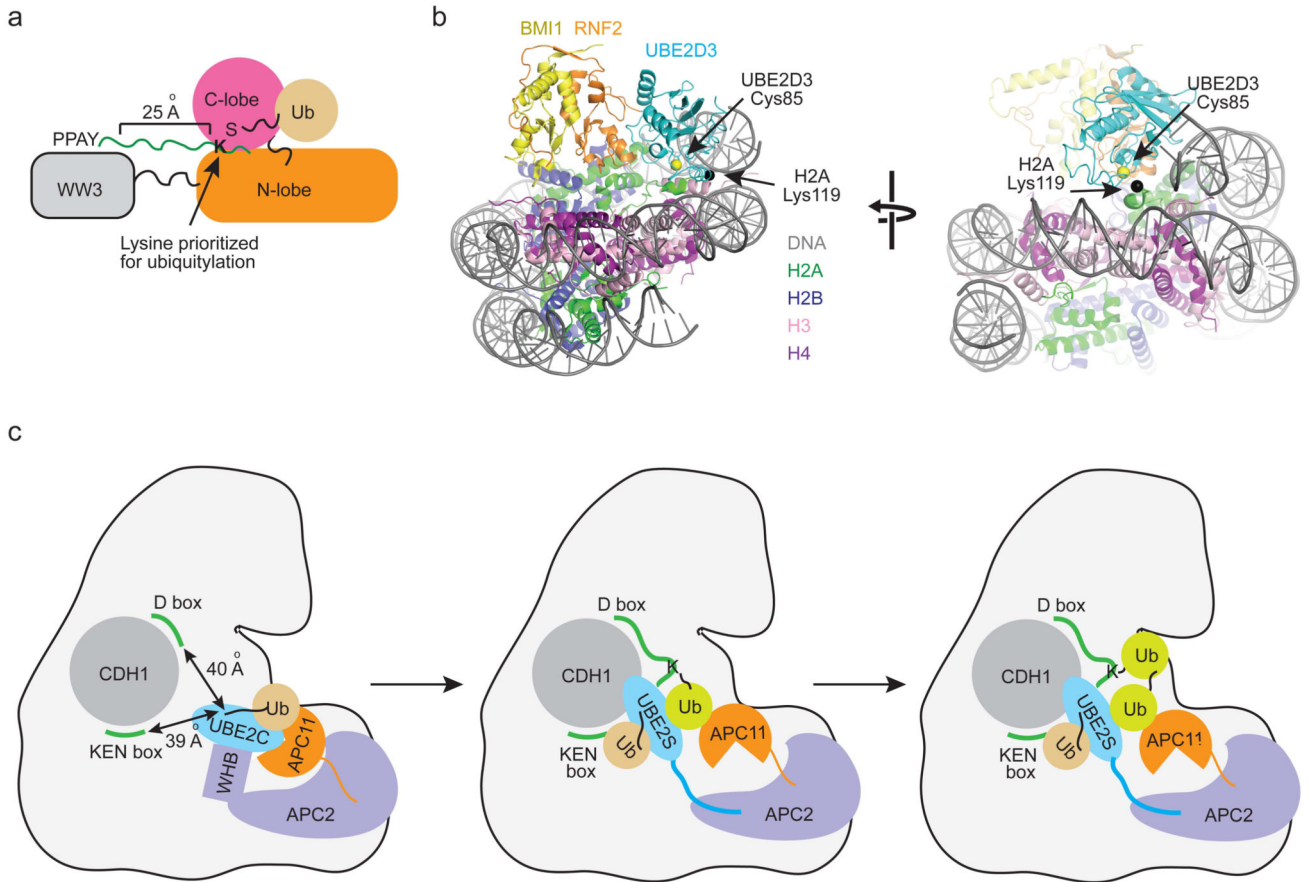 a
25 Å
PPAY
C-lobe
S
Ub
K
WW3
N-lobe
Lysine prioritized
for ubiquitylation
b
BMI1 RNF2
UBE2D3
UBE2D3
Cys85
H2A
Lys119
DNA
H2A
H2B
H3
H4
UBE2D3
Cys85
H2A
Lys119
c
D box
CDH1
40 Å
39 Å
KEN box
Ub
UBE2C
APC11
WHB
APC2
D box
CDH1
K
UBE2S
Ub
Ub
KEN
box
APC11
APC2
D box
CDH1
K
Ub
UBE2S
Ub
Ub
KEN
box
APC11
APC2